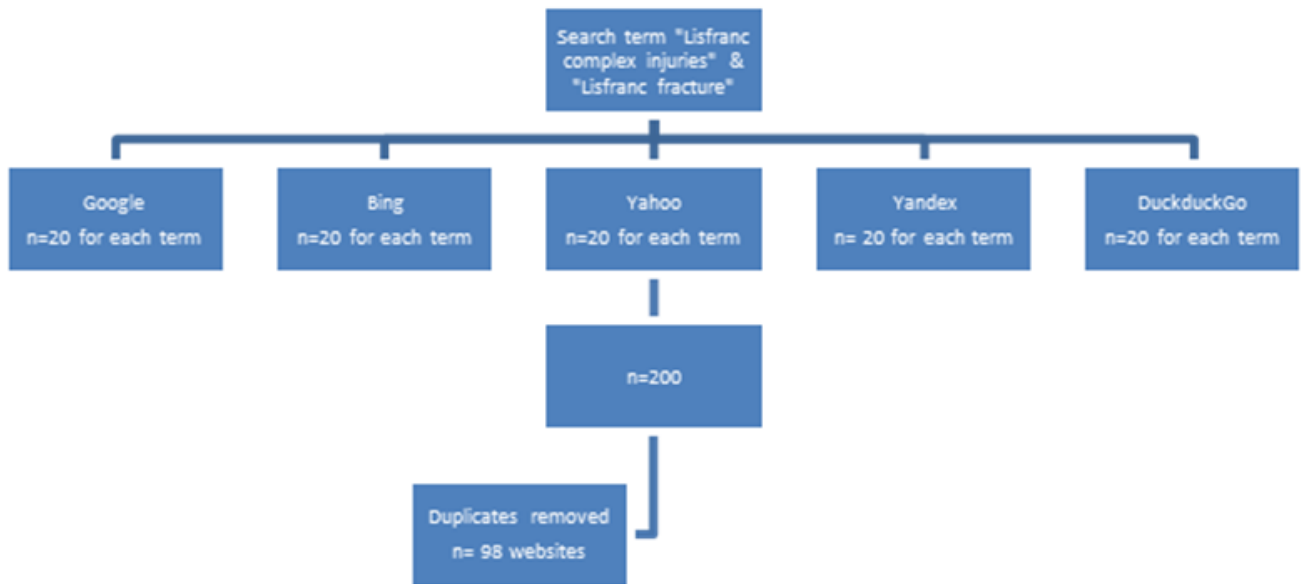 Search term "Lisfranc
complex injuries" &
"Lisfranc fracture"
Google
n=20 for each term
Bing
n=20 for each term
Yahoo
n=20 for each term
Yandex
n= 20 for each term
DuckduckGo
n=20 for each term
n=200
Duplicates removed
n= 98 websites